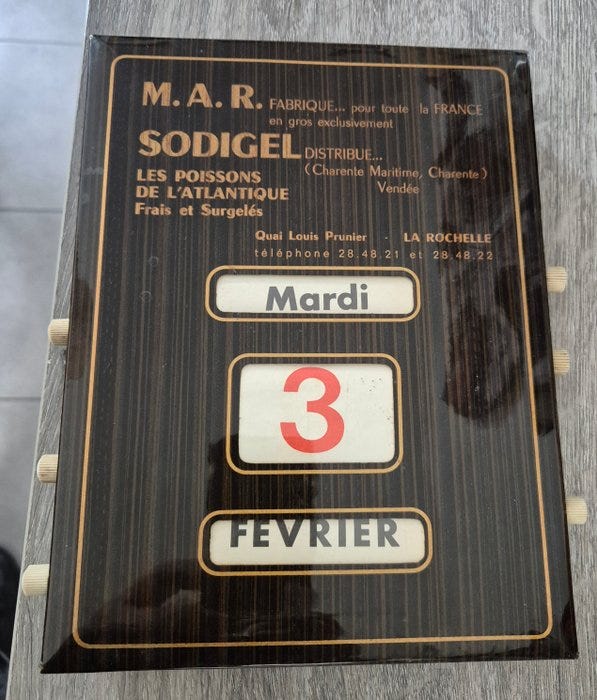 M. A. R. FABRIQUE... pour toute la FRANCE
en gros exclusivement
SODIGEL DISTRIBUE...
(Charente Maritime, Charente)
Vendée
LES POISSONS
DE L'ATLANTIQUE
Frais et Surgelés
Quai Louis Prunier - LA ROCHELLE
téléphone 28.48.21 et 28.48.22
Mardi
3
FEVRIER